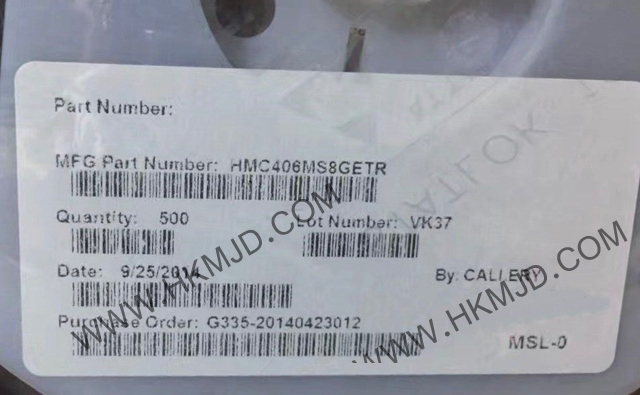 Part Number:
MFG Part Number: HMC406MS8GETR
Quantity: 500 Lot Number: VK37
Date: 9/25/2014 By: CALLERY
Purchase Order: G335-20140423012
MSL-0
WWW.HKMJD.COM
WWW.HKMJD.COM